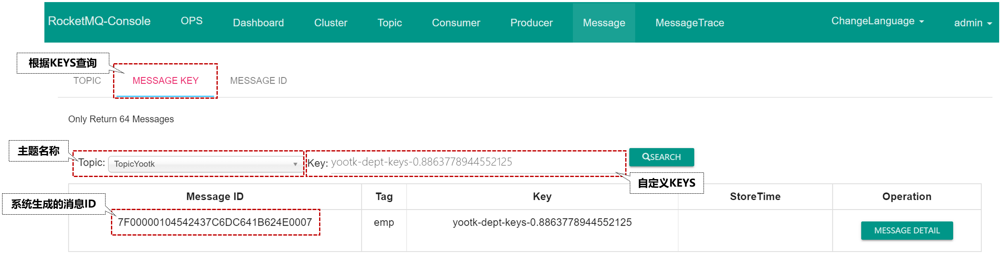 RocketMQ-Console OPS Dashboard Cluster Topic Consumer Producer Message MessageTrace ChangeLanguage admin
根据KEYS查询
TOPIC MESSAGE KEY MESSAGE ID
Only Return 64 Messages
主题名称
Topic: TopicYootk Key: yootk-dept-keys-0.8863778944552125 SEARCH
自定义KEYS
Message ID Tag Key StoreTime Operation
系统生成的消息ID
7F00000104542437C6DC641B624E0007 emp yootk-dept-keys-0.8863778944552125 MESSAGE DETAIL